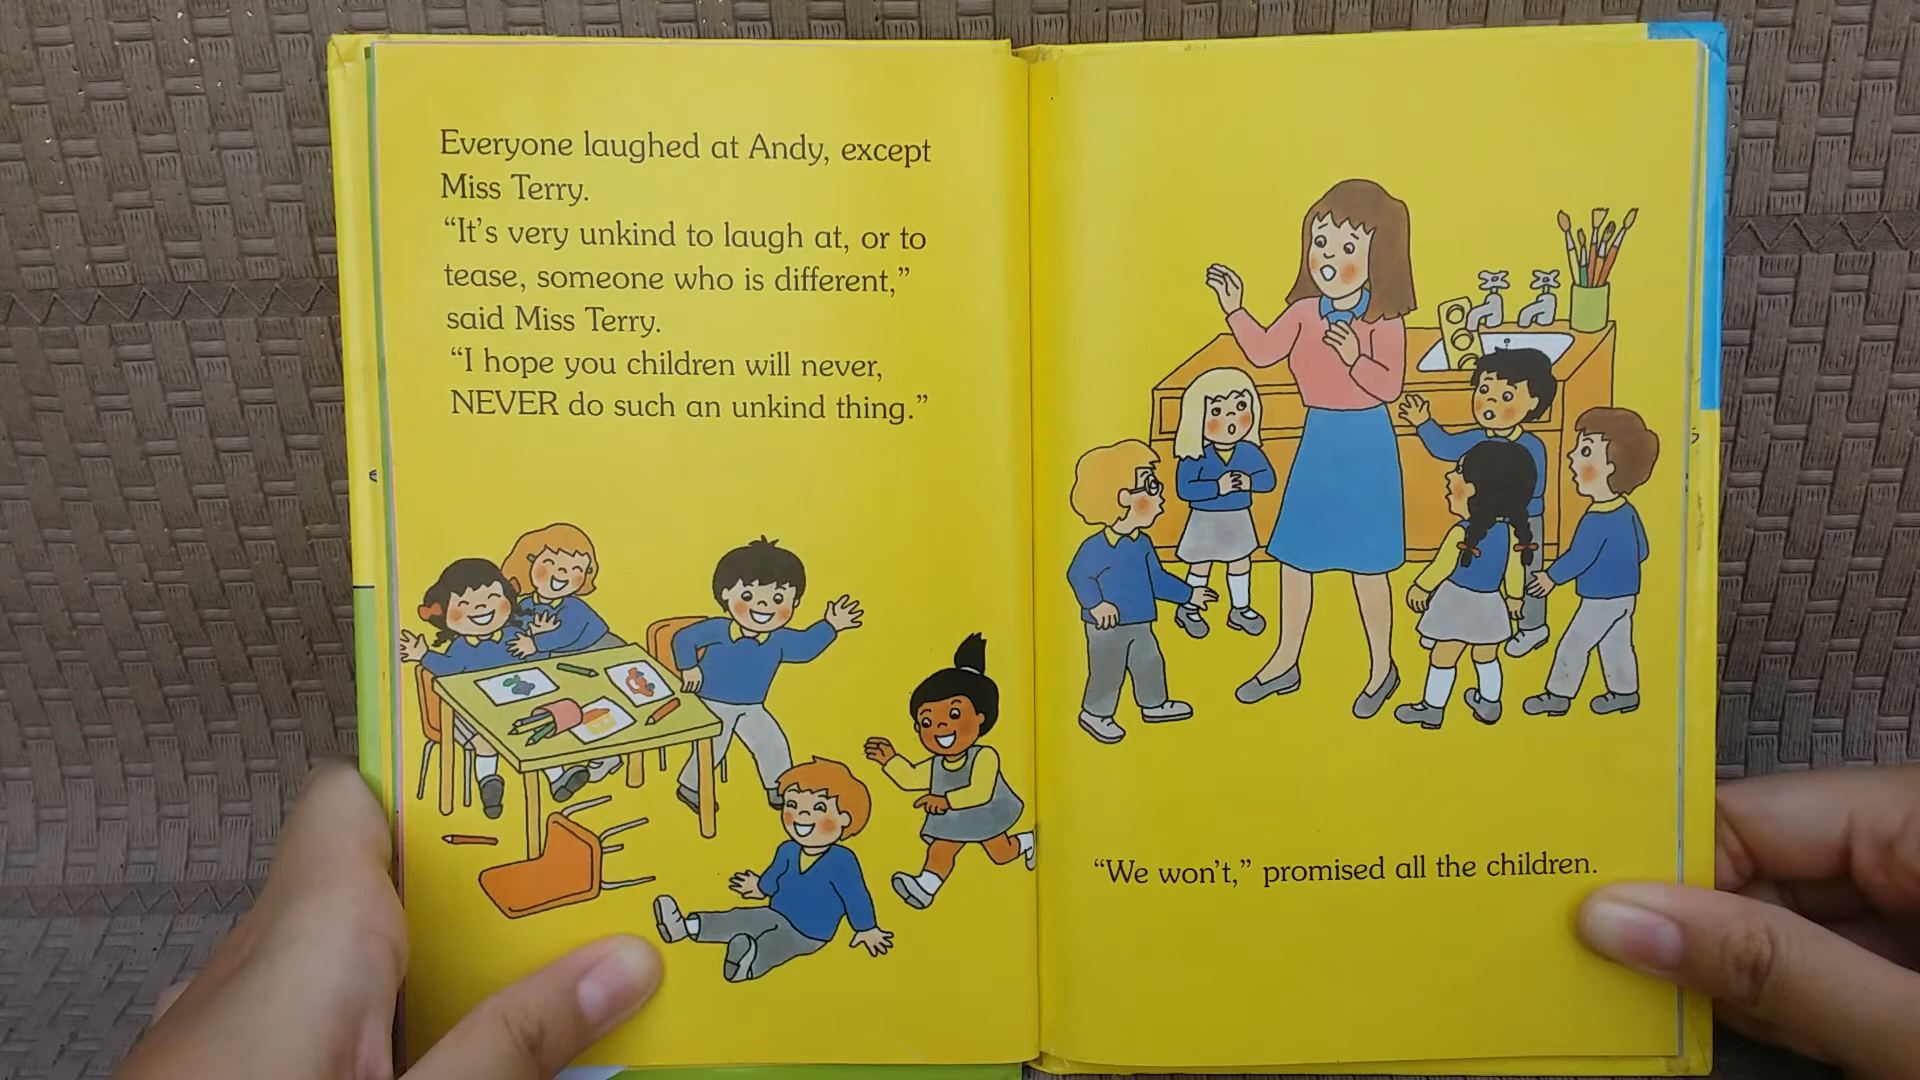 Everyone laughed at Andy, except
Miss Terry.
“It’s very unkind to laugh at, or to
tease, someone who is different,”
said Miss Terry.
“I hope you children will never,
NEVER do such an unkind thing.”
“We won’t,” promised all the children.